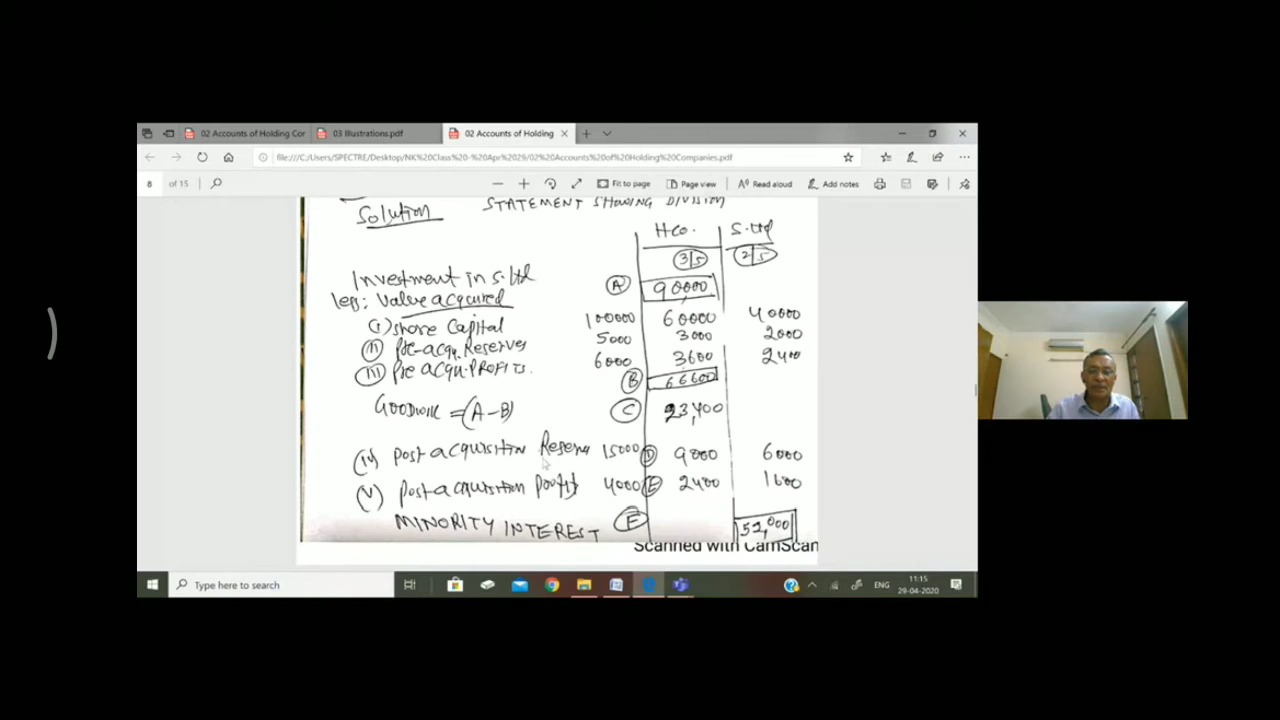 02 Accounts of Holding Cor
03 Illustrations.pdf
02 Accounts of Holding
file:///C:/Users/SPECTRE/Desktop/NK%20Class%20-%20Apr%2029/02%20Accounts%20of%20Holding%20Companies.pdf
8 of 15
Fit to page
Page view
Read aloud
Add notes
Solution STATEMENT SHOWING DIVISION
H co. S. Ltd
3/5 2/5
Investment in S. Ltd (A) 90000
less: Value acquired
(i) Share Capital 100000 60000 40000
(ii) Pre-acqu. Reserves 5000 3000 2000
(iii) Pre acqu. PROFITS. 6000 3600 2400
(B) 66600
GOODWILL = (A-B) (C) 23,400
(iv) Post acquisition Reserve 15000 (D) 9000 6000
(v) Post acquisition profits 4000 (E) 2400 1600
MINORITY INTEREST (F) 52,000
Scanned with CamScan
Type here to search
ENG
11:15
29-04-2020